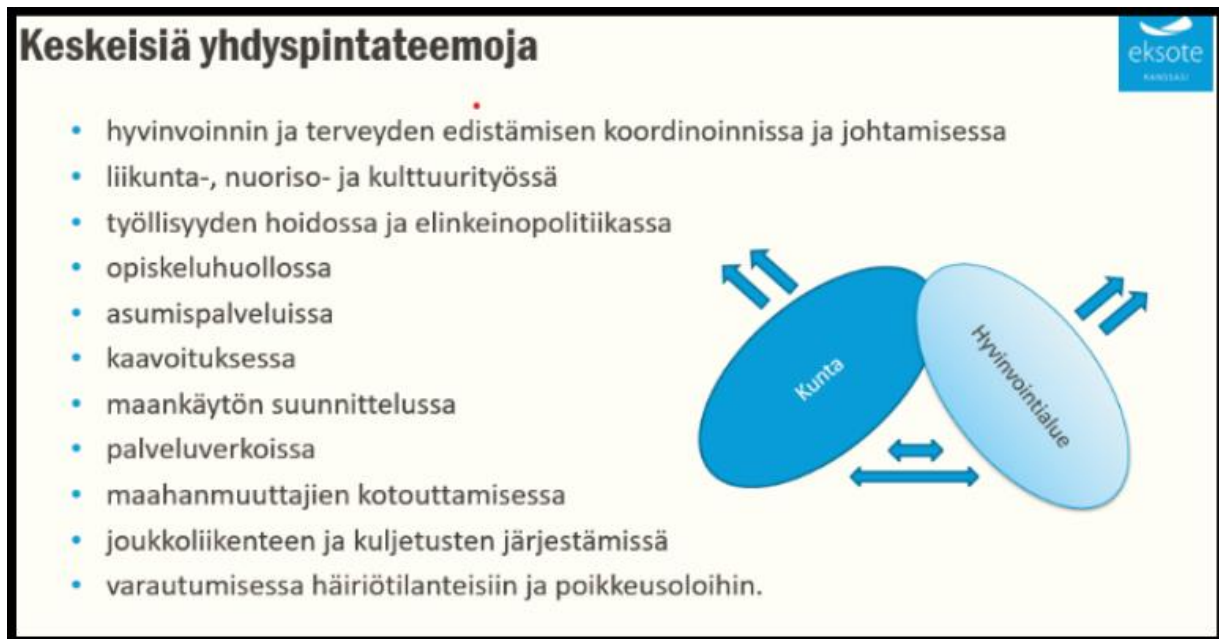 Keskeisiä yhdyspintateemoja
eksote
KANSSASI
hyvinvoinnin ja terveyden edistämisen koordinoinnissa ja johtamisessa
liikunta-, nuoriso- ja kulttuurityössä
työllisyyden hoidossa ja elinkeinopolitiikassa
opiskeluhuollossa
asumispalveluissa
kaavoituksessa
maankäytön suunnittelussa
palveluverkoissa
maahanmuuttajien kotouttamisessa
joukkoliikenteen ja kuljetusten järjestämissä
varautumisessa häiriötilanteisiin ja poikkeusoloihin.
Kunta
Hyvinvointialue